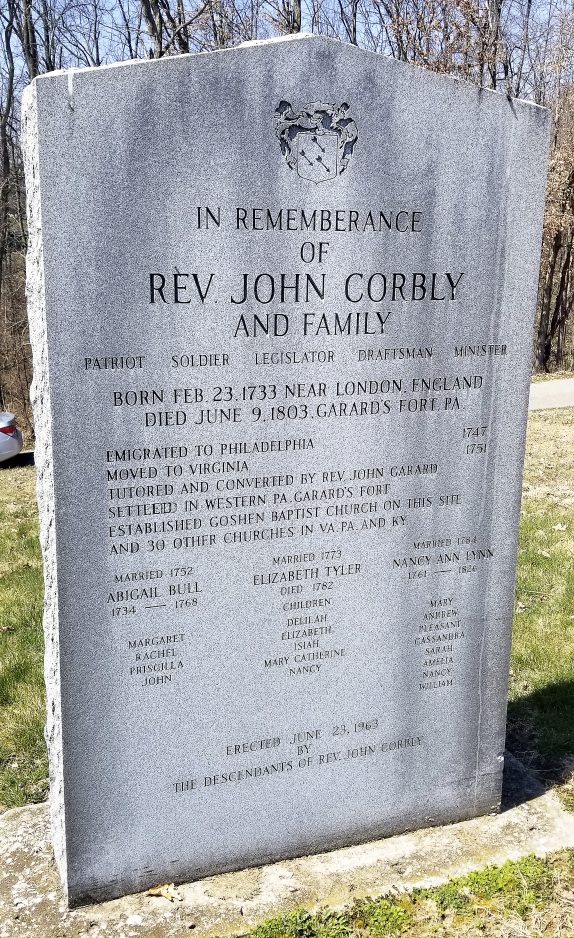 IN REMEMBERANCE
OF
REV. JOHN CORBLY
AND FAMILY
PATRIOT SOLDIER LEGISLATOR DRAFTSMAN MINISTER
BORN FEB. 23, 1733 NEAR LONDON, ENGLAND
DIED JUNE 9, 1803, GARARD'S FORT, PA.
EMIGRATED TO PHILADELPHIA 1747
MOVED TO VIRGINIA 1751
TUTORED AND CONVERTED BY REV. JOHN GARARD
SETTLED IN WESTERN PA. GARARD'S FORT
ESTABLISHED GOSHEN BAPTIST CHURCH ON THIS SITE
AND 30 OTHER CHURCHES IN VA. PA. AND KY.
MARRIED 1752
ABIGAIL BULL
1734 — 1768
MARGARET
RACHEL
PRISCILLA
JOHN
MARRIED 1773
ELIZABETH TYLER
DIED 1782
CHILDREN
DELILAH
ELIZABETH
ISIAH
MARY CATHERINE
NANCY
MARRIED 1784
NANCY ANN LYNN
1761 — 1826
MARY
ANDREW
PLEASANT
CASSANDRA
SARAH
AMELIA
NANCY
WILLIAM
ERECTED JUNE 23, 1963
BY
THE DESCENDANTS OF REV. JOHN CORBLY